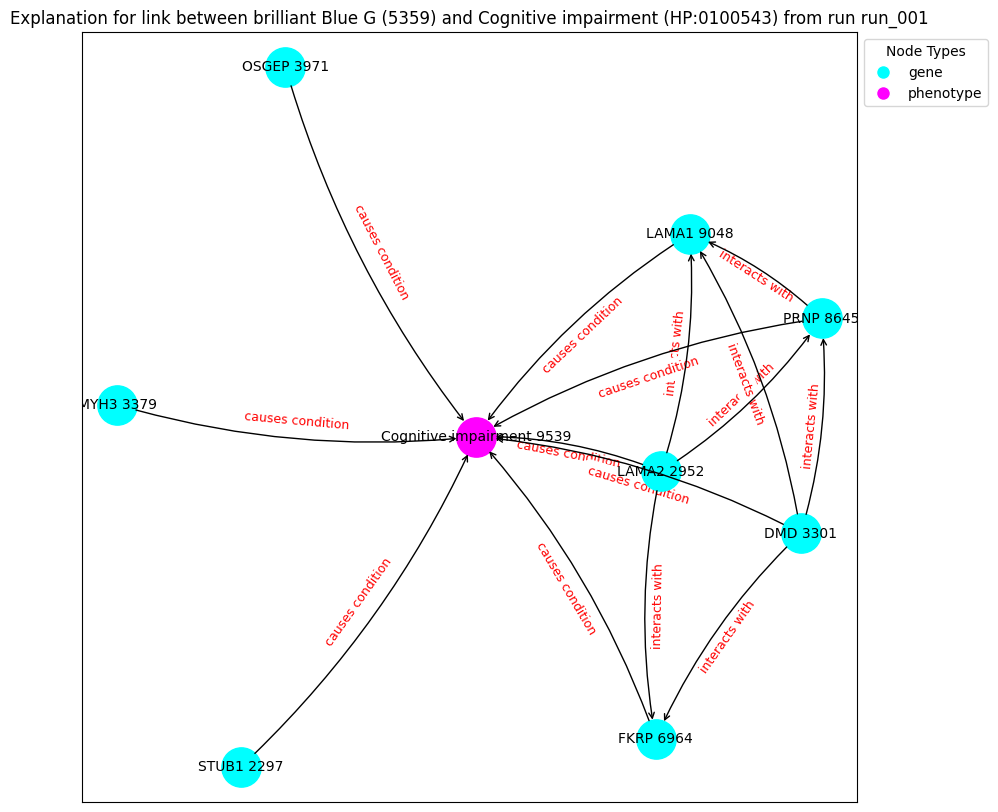 Explanation for link between brilliant Blue G (5359) and Cognitive impairment (HP:0100543) from run run_001
Node Types
gene
phenotype
OSGEP 3971
causes condition
LAMA1 9048
interacts with
PRNP 8645
causes condition
interacts with
causes condition
interacts with
MYH3 3379
causes condition
interacts with
interacts with
Cognitive impairment 9539
causes condition
LAMA2 2952
causes condition
DMD 3301
causes condition
causes condition
interacts with
interacts with
STUB1 2297
FKRP 6964